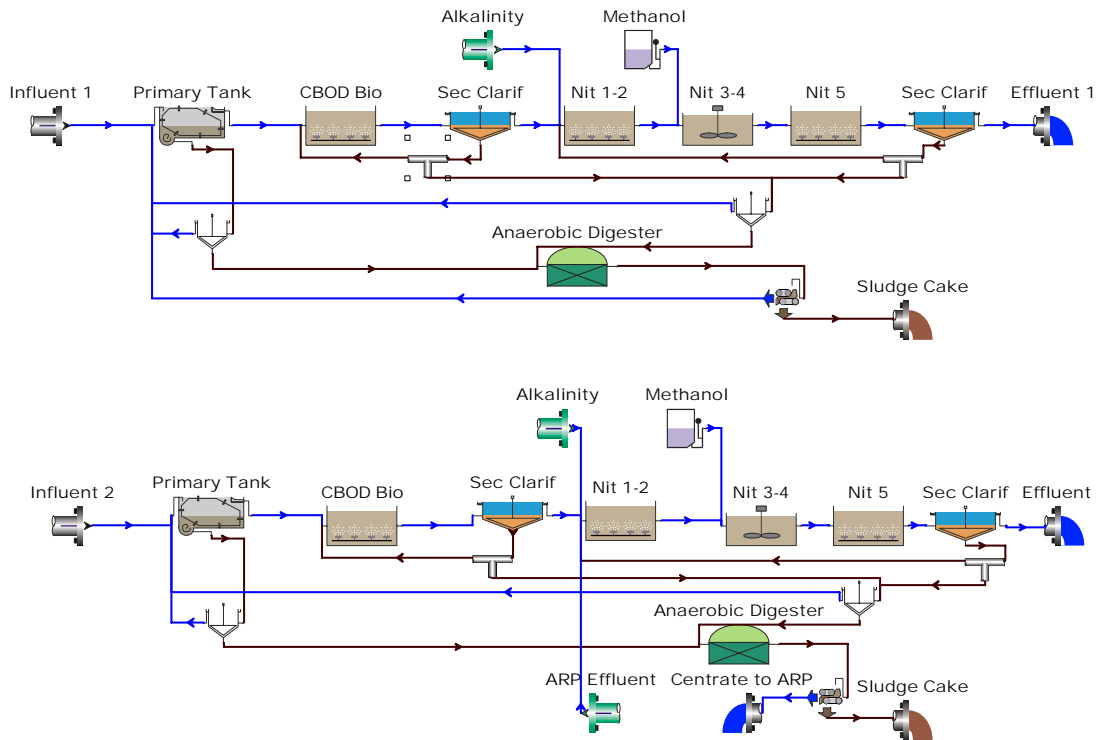 Alkalinity
Methanol
Influent 1
Primary Tank
CBOD Bio
Sec Clarif
Nit 1-2
Nit 3-4
Nit 5
Sec Clarif
Effluent 1
Anaerobic Digester
Sludge Cake
Alkalinity
Methanol
Influent 2
Primary Tank
CBOD Bio
Sec Clarif
Nit 1-2
Nit 3-4
Nit 5
Sec Clarif
Effluent
Anaerobic Digester
ARP Effluent
Centrate to ARP
Sludge Cake